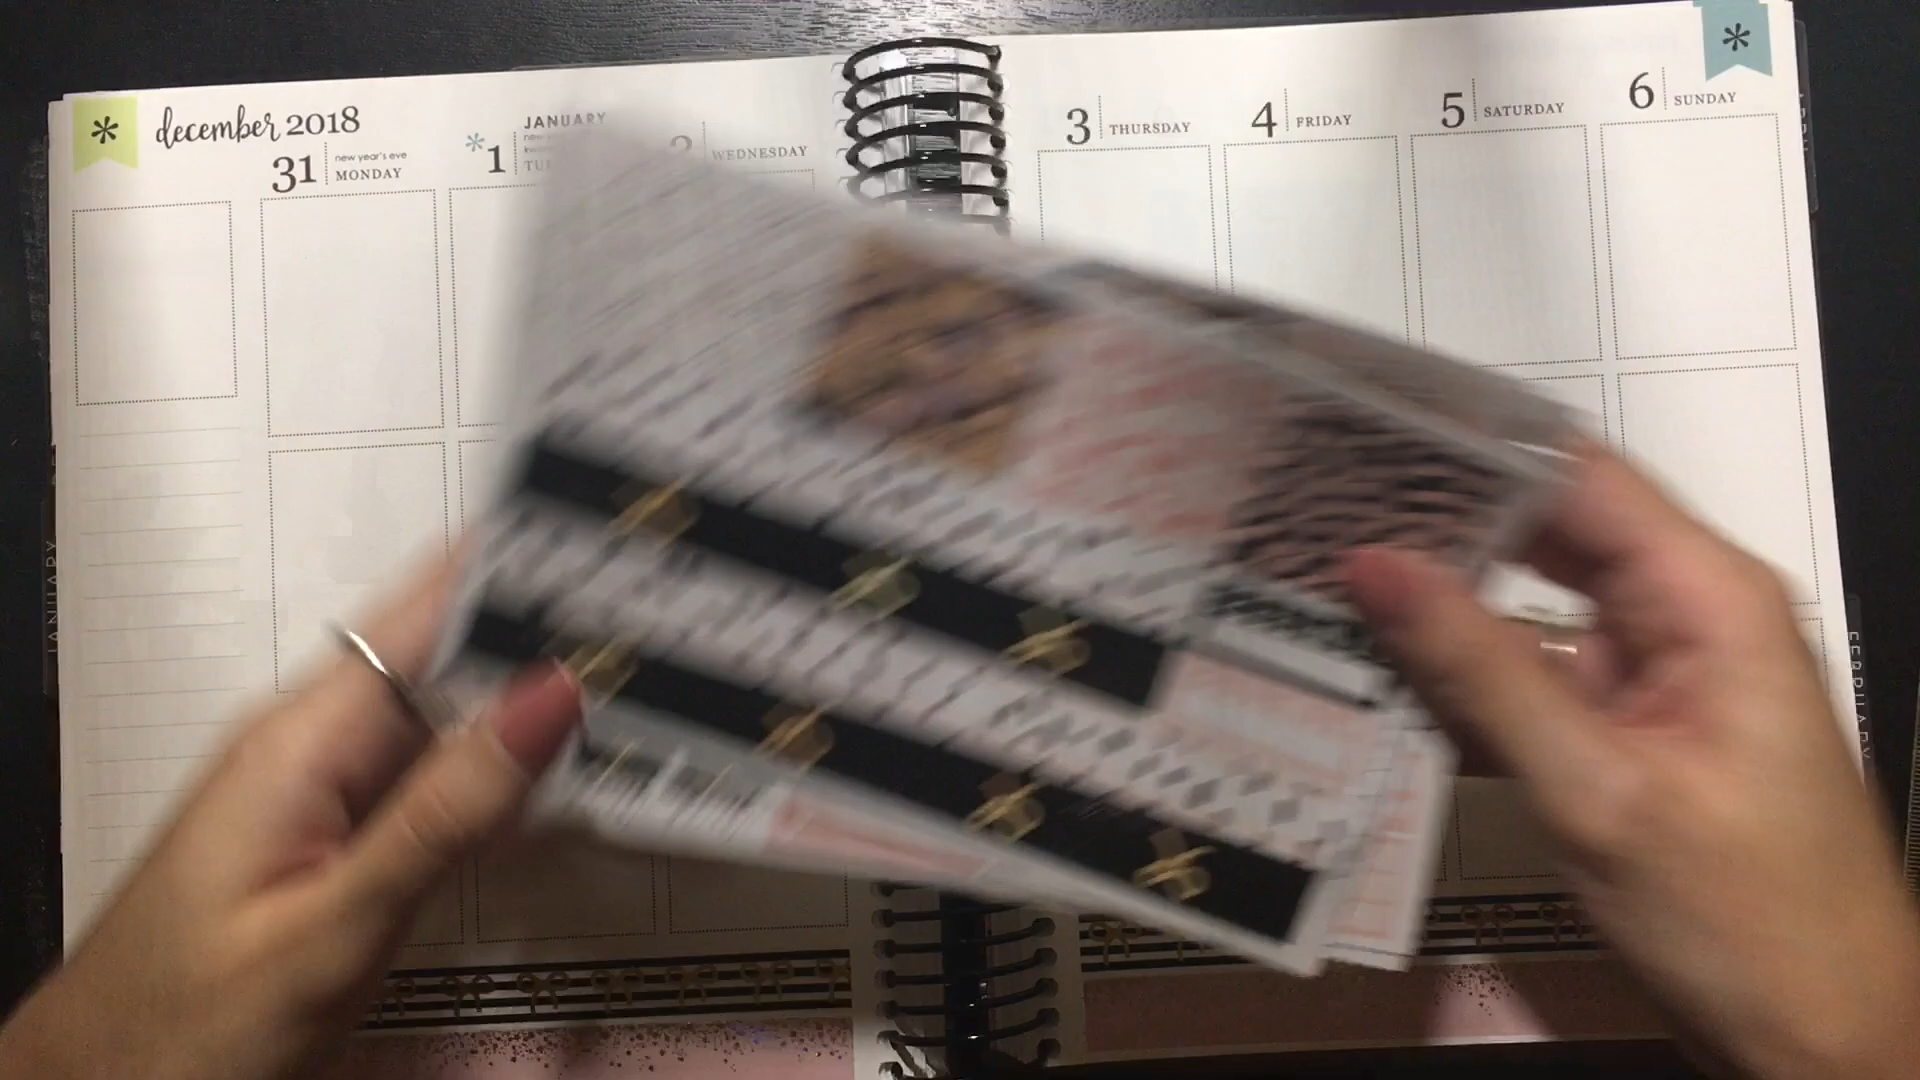 december 2018
31
new year's eve
MONDAY
JANUARY
*1
WEDNESDAY
3 THURSDAY
4 FRIDAY
5 SATURDAY
6 SUNDAY
JANUARY
FEBRUARY